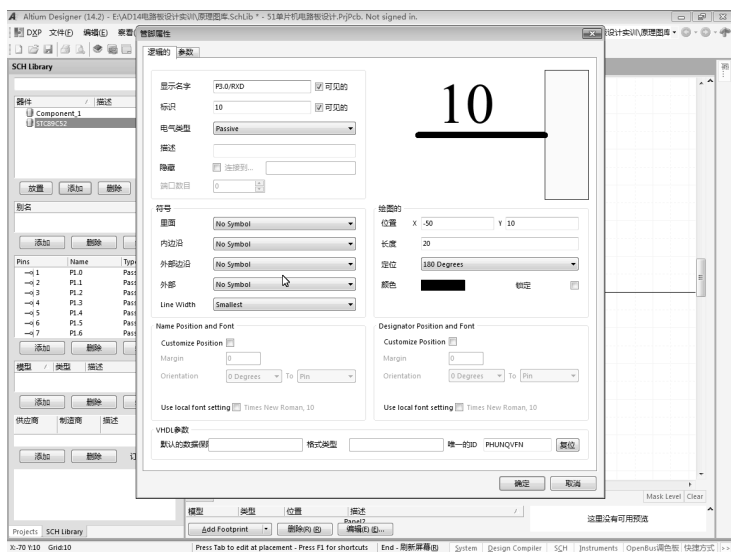 Altium Designer (14.2) - E:\AD14电路板设计实训\原理图库.SchLib * - 51单片机电路板设计.PrjPcb. Not signed in.
DXP 文件(F) 编辑(E) 察看
设计实训\原理图库
管脚属性
逻辑的 参数
SCH Library
器件 / 描述
Component_1
STC89C52
放置 添加 删除
别名
添加 删除
Pins Name Type
1 P1.0 Pass
2 P1.1 Pass
3 P1.2 Pass
4 P1.3 Pass
5 P1.4 Pass
6 P1.5 Pass
7 P1.6 Pass
添加 删除
模型 / 类型 描述
添加 删除
供应商 制造商 描述
添加 删除 订
Projects SCH Library
显示名字 P3.0/RXD 可见的
标识 10 可见的
电气类型 Passive
描述
隐藏 连接到...
端口数目 0
10
符号
里面 No Symbol
内边沿 No Symbol
外部边沿 No Symbol
外部 No Symbol
Line Width Smallest
绘图的
位置 X -50 Y 10
长度 20
定位 180 Degrees
颜色 锁定
Name Position and Font
Customize Position
Margin 0
Orientation 0 Degrees To Pin
Use local font setting Times New Roman, 10
Designator Position and Font
Customize Position
Margin 0
Orientation 0 Degrees To Pin
Use local font setting Times New Roman, 10
VHDL参数
默认的数据保 格式类型 唯一的ID PHUNQVFN 复位
确定 取消
Mask Level Clear
模型 类型 位置 描述 /
Panel2
这里没有可用预览
Add Footprint 删除(R) (R) 编辑(E) (E)...
X:-70 Y:10 Grid:10 Press Tab to edit at placement - Press F1 for shortcuts End - 刷新屏幕(R) System Design Compiler SCH Instruments OpenBus调色板 快捷方式 >>